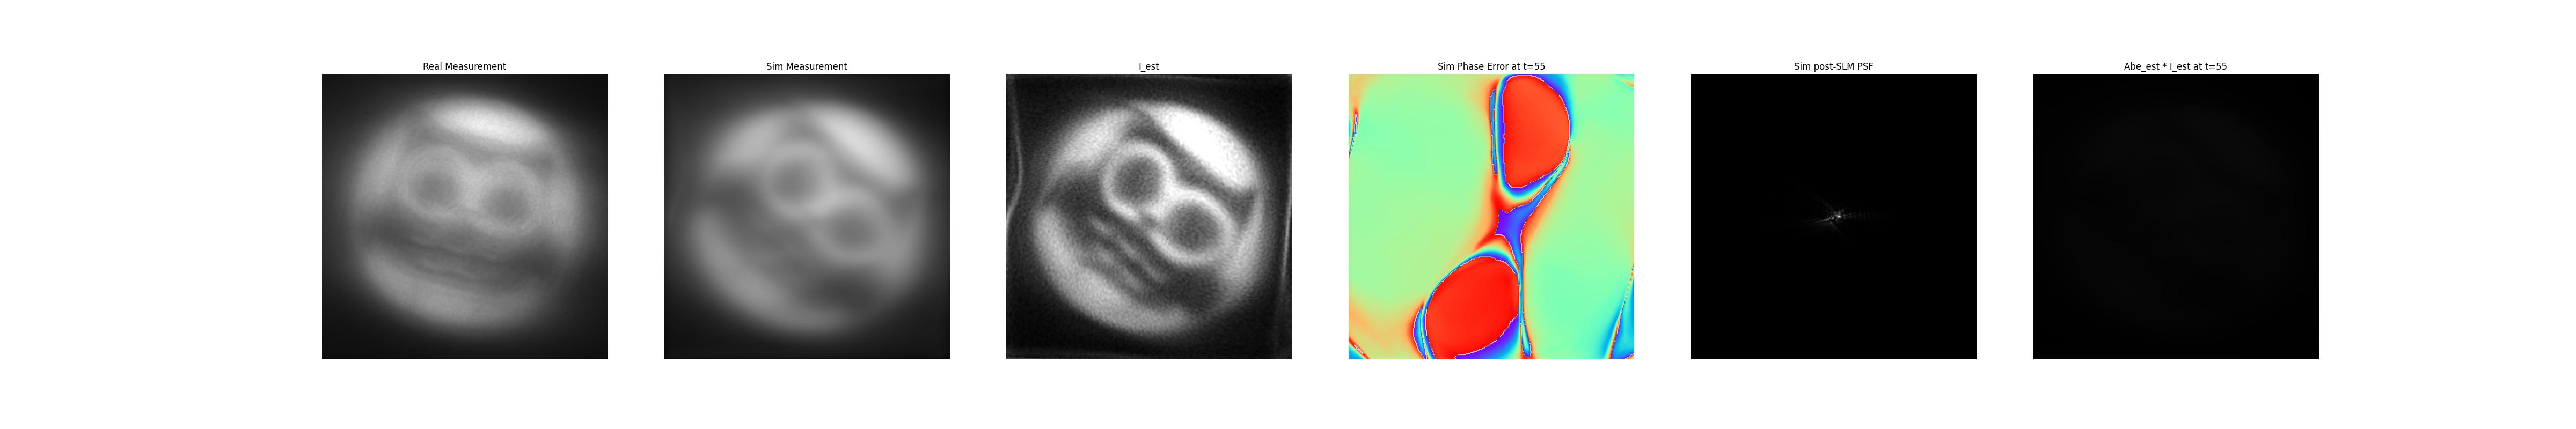 Real Measurement
Sim Measurement
I_est
Sim Phase Error at t=55
Sim post-SLM PSF
Abe_est * I_est at t=55